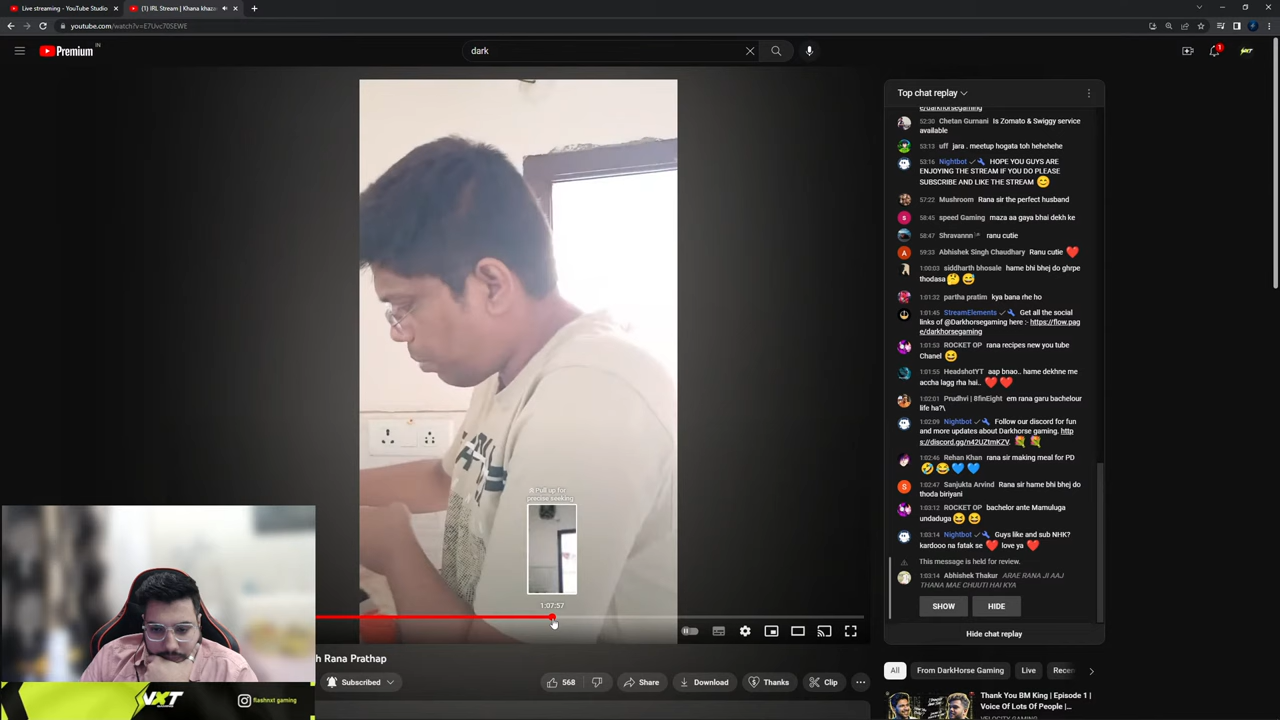 Live streaming - YouTube Studio
(1) IRL Stream | Khana khaza
youtube.com/watch?v=E7Uvc70SEWE
Premium IN
dark
1
Top chat replay
e/darkhorsegaming
52:30 Chetan Gurnani Is Zomato & Swiggy service
available
53:13 uff jara . meetup hogata toh hehehehe
53:16 Nightbot HOPE YOU GUYS ARE
ENJOYING THE STREAM IF YOU DO PLEASE
SUBSCRIBE AND LIKE THE STREAM 😊
57:22 Mushroom Rana sir the perfect husband
58:45 speed Gaming maza aa gaya bhai dekh ke
58:47 Shravannn ranu cutie
59:33 Abhishek Singh Chaudhary Ranu cutie ❤️
1:00:03 siddharth bhosale hame bhi bhej do ghrpe
thodasa🤔😅
1:01:32 partha pratim kya bana rhe ho
1:01:45 StreamElements Get all the social
links of @Darkhorsegaming here :- https://flow.pag
e/darkhorsegaming
1:01:53 ROCKET OP rana recipes new you tube
Chanel 😄
1:01:55 HeadshotYT aap bnao.. hame dekhne me
accha lagg rha hai.. ❤️ ❤️
1:02:01 Prudhvi | 8finEight em rana garu bachelour
life ha?\
1:02:09 Nightbot Follow our discord for fun
and more updates about Darkhorse gaming. http
s://discord.gg/n42UZtmKZV 💐 💐
1:02:46 Rehan Khan rana sir making meal for PD
🤣😂💙💙
1:02:47 Sanjukta Arvind Rana sir hame bhi bhej do
thoda biriyani
1:03:12 ROCKET OP bachelor ante Mamuluga
undaduga 😆 😆
1:03:14 Nightbot Guys like and sub NHK?
kardooo na fatak se ❤️ love ya ❤️
This message is held for review.
1:03:14 Abhishek Thakur ARAE RANA JI AAJ
THANA MAE CHUUTI HAI KYA
SHOW HIDE
Hide chat replay
Pull up for
precise seeking
1:07:57
h Rana Prathap
Subscribed
568
Share
Download
Thanks
Clip
All
From DarkHorse Gaming
Live
Recen
Thank You BM King | Episode 1 |
Voice Of Lots Of People |...
VELOCITY GAMING
NXT
flashnxt gaming